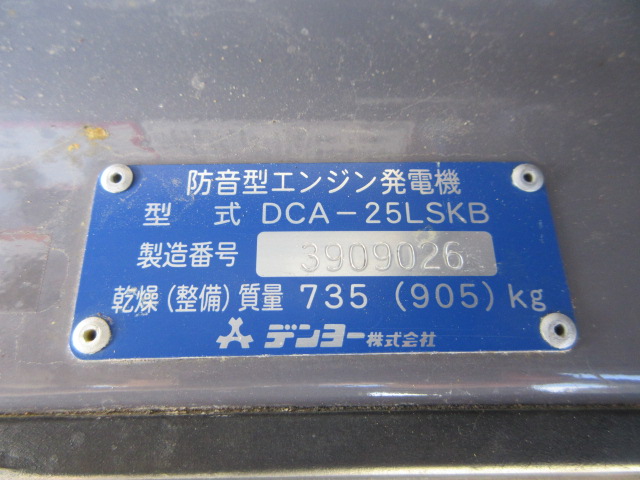 防音型エンジン発電機
型 式 DCA-25LSKB
製造番号 3909026
乾燥(整備)質量 735 (905) kg
デンヨー株式会社